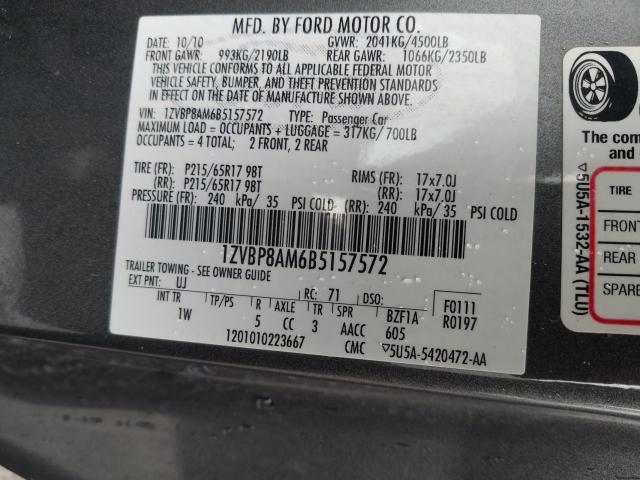 MFD. BY FORD MOTOR CO.
DATE: 10/10 GVWR: 2041KG/4500LB
FRONT GAWR: 993KG/2190LB REAR GAWR: 1066KG/2350LB
THIS VEHICLE CONFORMS TO ALL APPLICABLE FEDERAL MOTOR
VEHICLE SAFETY, BUMPER, AND THEFT PREVENTION STANDARDS
IN EFFECT ON THE DATE OF MANUFACTURE SHOWN ABOVE.
VIN: 1ZVBP8AM6B5157572 TYPE: Passenger Car
MAXIMUM LOAD = OCCUPANTS + LUGGAGE = 317KG/700LB
OCCUPANTS = 4 TOTAL; 2 FRONT, 2 REAR
TIRE (FR): P215/65R17 98T RIMS (FR): 17x7.0J
(RR): P215/65R17 98T (RR): 17x7.0J
PRESSURE (FR): 240 kPa/35 PSI COLD (RR): 240 kPa/35 PSI COLD
1ZVBP8AM6B5157572
TRAILER TOWING - SEE OWNER GUIDE
EXT PNT: UJ RC: 71 DSO: F0111
INT TR TP/PS R AXLE TR SPR BZF1A R0197
1W 5 CC 3 AACC 605
1201010223667 CMC ▽5U5A-5420472-AA
The com
and
TIRE
FRONT
REAR
SPARE
▽5U5A-1532-AA (TLU)